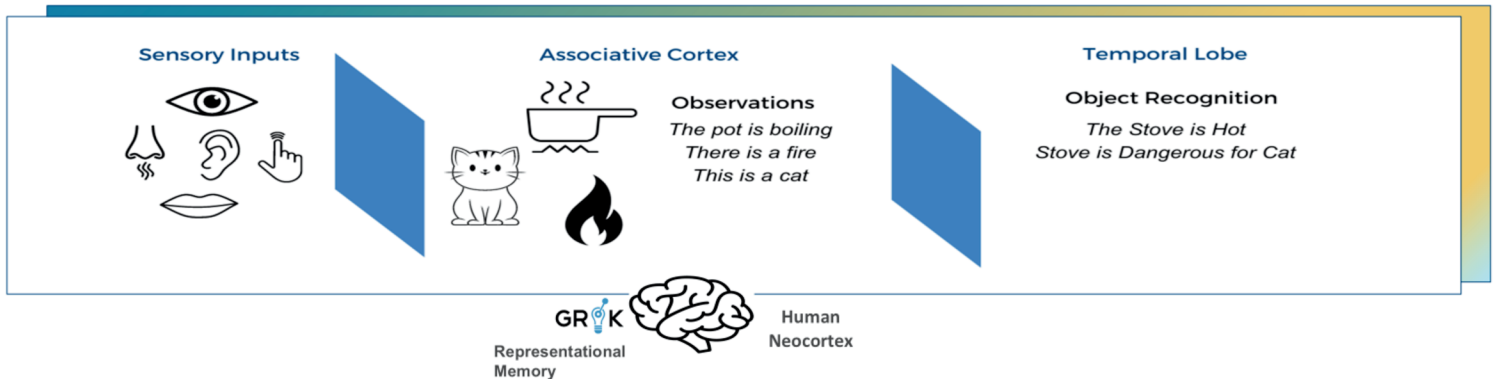 Sensory Inputs
Associative Cortex
Temporal Lobe
Observations
The pot is boiling
There is a fire
This is a cat
Object Recognition
The Stove is Hot
Stove is Dangerous for Cat
GROK
Representational
Memory
Human
Neocortex